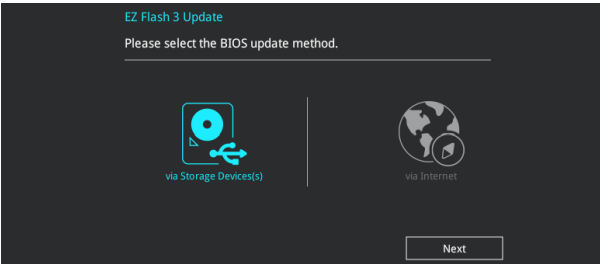 EZ Flash 3 Update
Please select the BIOS update method.
via Storage Devices(s)
via Internet
Next